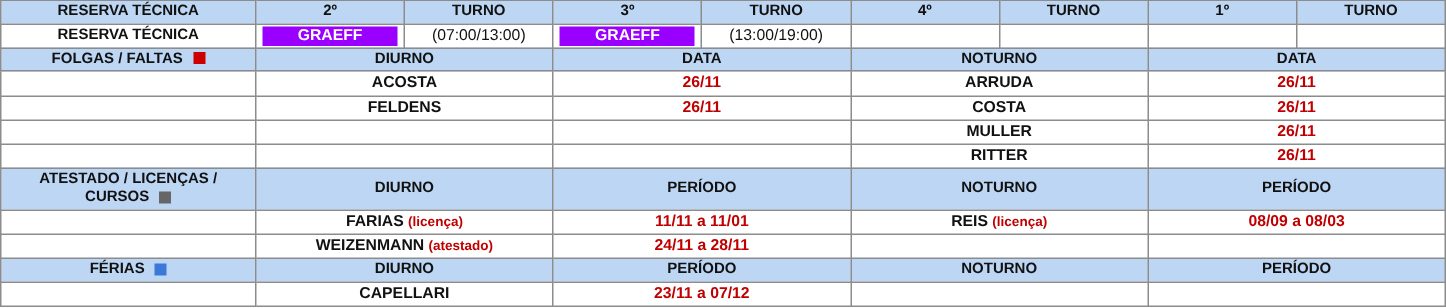 RESERVA TÉCNICA 2º TURNO 3º TURNO 4º TURNO 1º TURNO
RESERVA TÉCNICA GRAEFF (07:00/13:00) GRAEFF (13:00/19:00)
FOLGAS / FALTAS DIURNO DATA NOTURNO DATA
ACOSTA 26/11 ARRUDA 26/11
FELDENS 26/11 COSTA 26/11
MULLER 26/11
RITTER 26/11
ATESTADO / LICENÇAS /
CURSOS DIURNO PERÍODO NOTURNO PERÍODO
FARIAS (licença) 11/11 a 11/01 REIS (licença) 08/09 a 08/03
WEIZENMANN (atestado) 24/11 a 28/11
FÉRIAS DIURNO PERÍODO NOTURNO PERÍODO
CAPELLARI 23/11 a 07/12